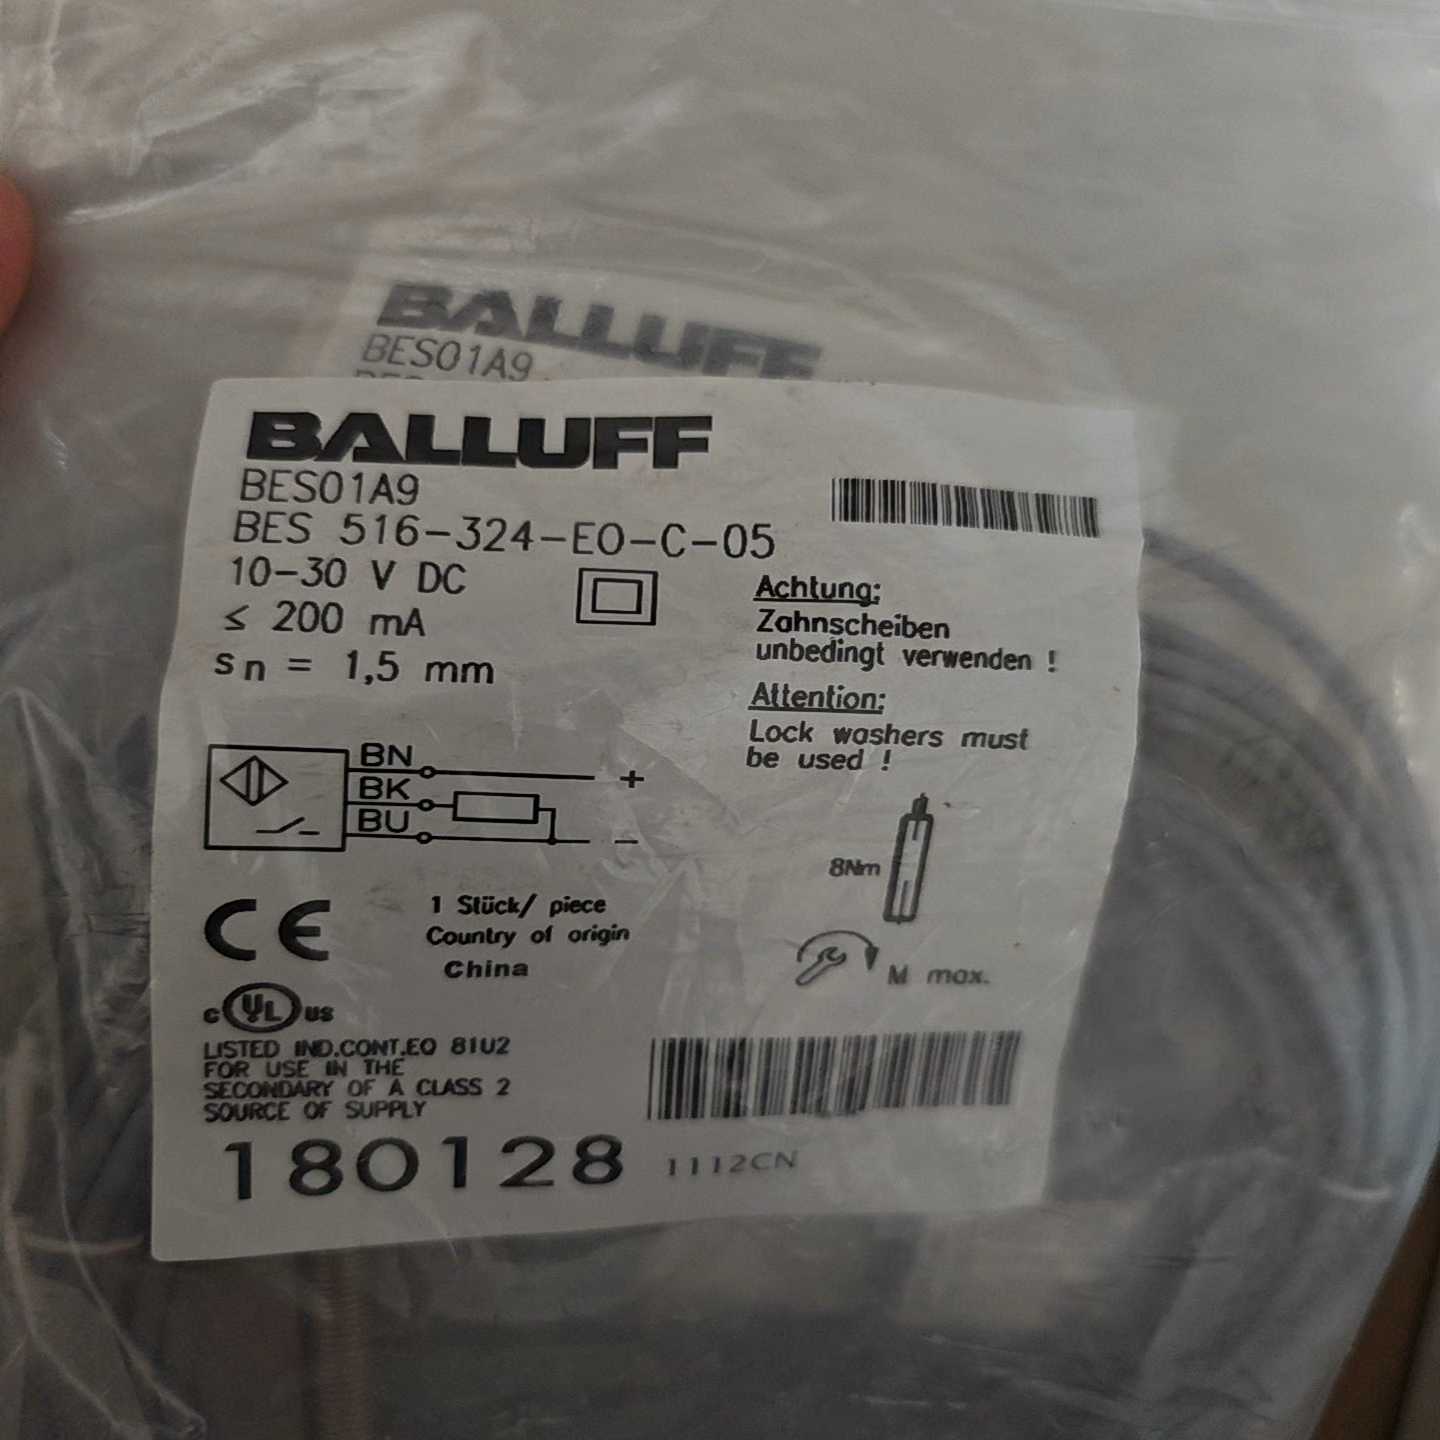 BALLUFF
BES01A9
BALLUFF
BES01A9
BES 516-324-EO-C-05
10-30 V DC
≤ 200 mA
sn = 1,5 mm
Achtung:
Zahnscheiben
unbedingt verwenden !
Attention:
Lock washers must
be used !
BN
+
BK
BU
−
8Nm
M max.
CE
1 Stück/ piece
Country of origin
China
c UL us
LISTED IND.CONT.EQ 81U2
FOR USE IN THE
SECONDARY OF A CLASS 2
SOURCE OF SUPPLY
180128
1112CN